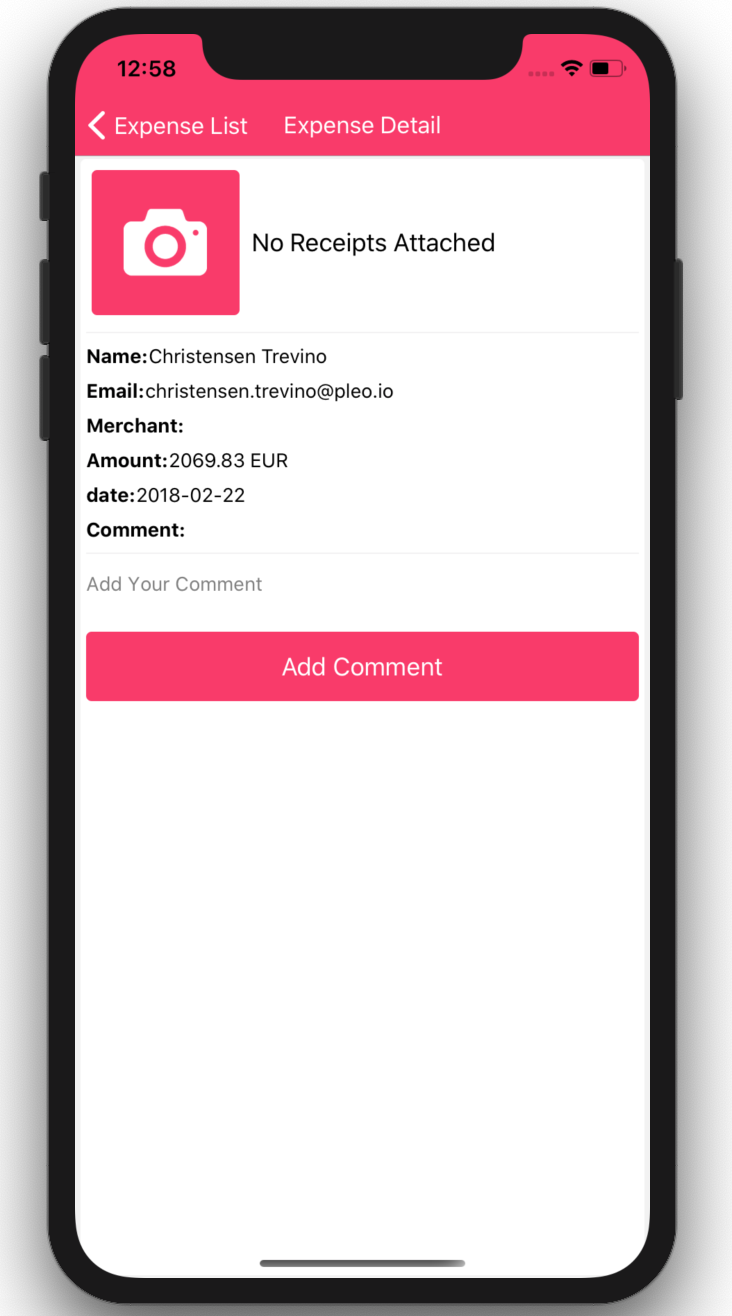 12:58
Expense List Expense Detail
No Receipts Attached
Name:Christensen Trevino
Email:christensen.trevino@pleo.io
Merchant:
Amount:2069.83 EUR
date:2018-02-22
Comment:
Add Your Comment
Add Comment